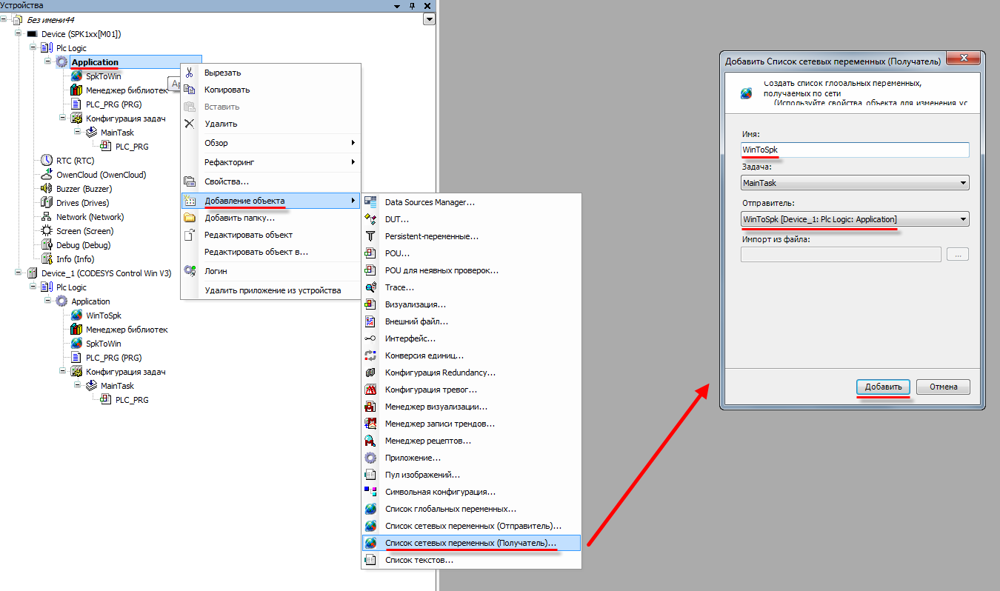 Устройства
Без имени44
Device (SPK1xx[M01])
Plc Logic
Application
SpkToWin
Менеджер библиотек
PLC_PRG (PRG)
Конфигурация задач
MainTask
PLC_PRG
RTC (RTC)
OwenCloud (OwenCloud)
Buzzer (Buzzer)
Drives (Drives)
Network (Network)
Screen (Screen)
Debug (Debug)
Info (Info)
Device_1 (CODESYS Control Win V3)
Plc Logic
Application
WinToSpk
Менеджер библиотек
SpkToWin
PLC_PRG (PRG)
Конфигурация задач
MainTask
PLC_PRG
Вырезать
Копировать
Вставить
Удалить
Обзор
Рефакторинг
Свойства...
Добавление объекта
Добавить папку...
Редактировать объект
Редактировать объект в...
Логин
Удалить приложение из устройства
Data Sources Manager...
DUT...
Persistent-переменные...
POU...
POU для неявных проверок...
Trace...
Визуализация...
Внешний файл...
Интерфейс...
Конверсия единиц...
Конфигурация Redundancy...
Конфигурация тревог...
Менеджер визуализации...
Менеджер записи трендов...
Менеджер рецептов...
Приложение...
Пул изображений...
Символьная конфигурация...
Список глобальных переменных...
Список сетевых переменных (Отправитель)...
Список сетевых переменных (Получатель)...
Список текстов...
Добавить Список сетевых переменных (Получатель)
Создать список глобальных переменных,
получаемых по сети
(Используйте свойства объекта для изменения ус
Имя:
WinToSpk
Задача:
MainTask
Отправитель:
WinToSpk [Device_1: Plc Logic: Application]
Импорт из файла:
...
Добавить
Отмена